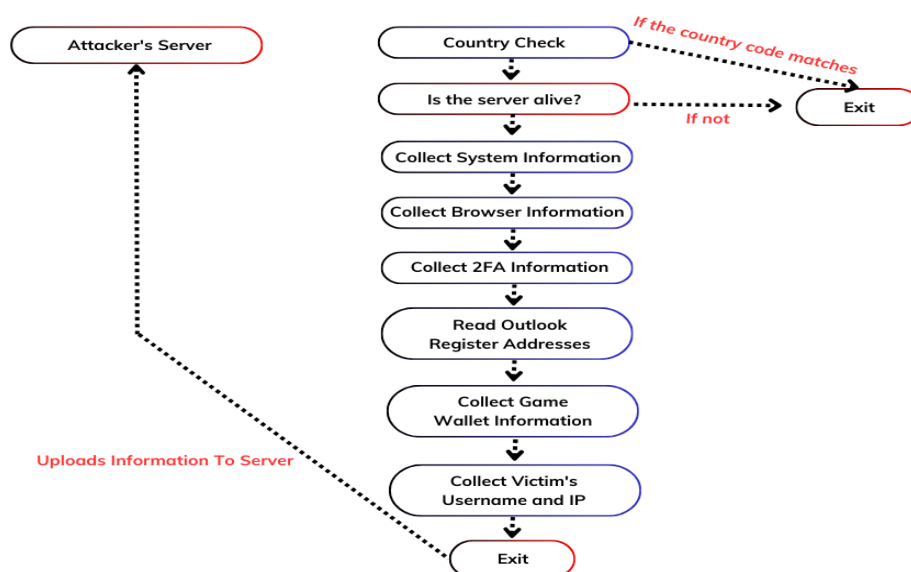 Attacker's Server
Country Check
If the country code matches
Is the server alive?
If not
Exit
Collect System Information
Collect Browser Information
Collect 2FA Information
Read Outlook
Register Addresses
Collect Game
Wallet Information
Uploads Information To Server
Collect Victim's
Username and IP
Exit